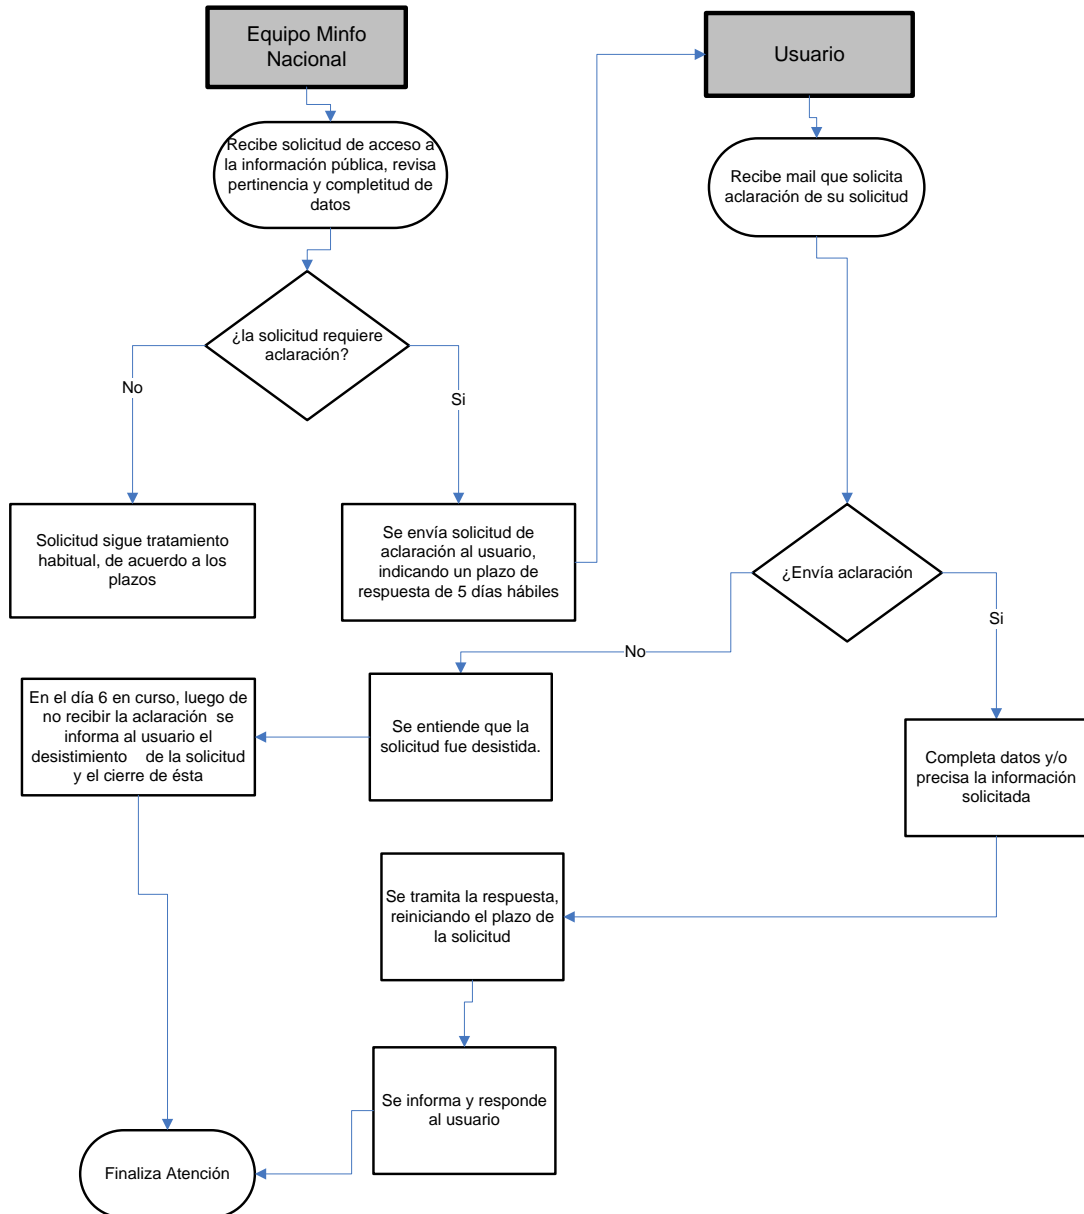 Equipo Minfo
Nacional
Usuario
Recibe solicitud de acceso a
la información pública, revisa
pertinencia y completitud de
datos
Recibe mail que solicita
aclaración de su solicitud
¿la solicitud requiere
aclaración?
No
Si
Solicitud sigue tratamiento
habitual, de acuerdo a los
plazos
Se envía solicitud de
aclaración al usuario,
indicando un plazo de
respuesta de 5 días hábiles
¿Envía aclaración
Si
No
En el día 6 en curso, luego de
no recibir la aclaración se
informa al usuario el
desistimiento de la solicitud
y el cierre de ésta
Se entiende que la
solicitud fue desistida.
Completa datos y/o
precisa la información
solicitada
Se tramita la respuesta,
reiniciando el plazo de
la solicitud
Se informa y responde
al usuario
Finaliza Atención